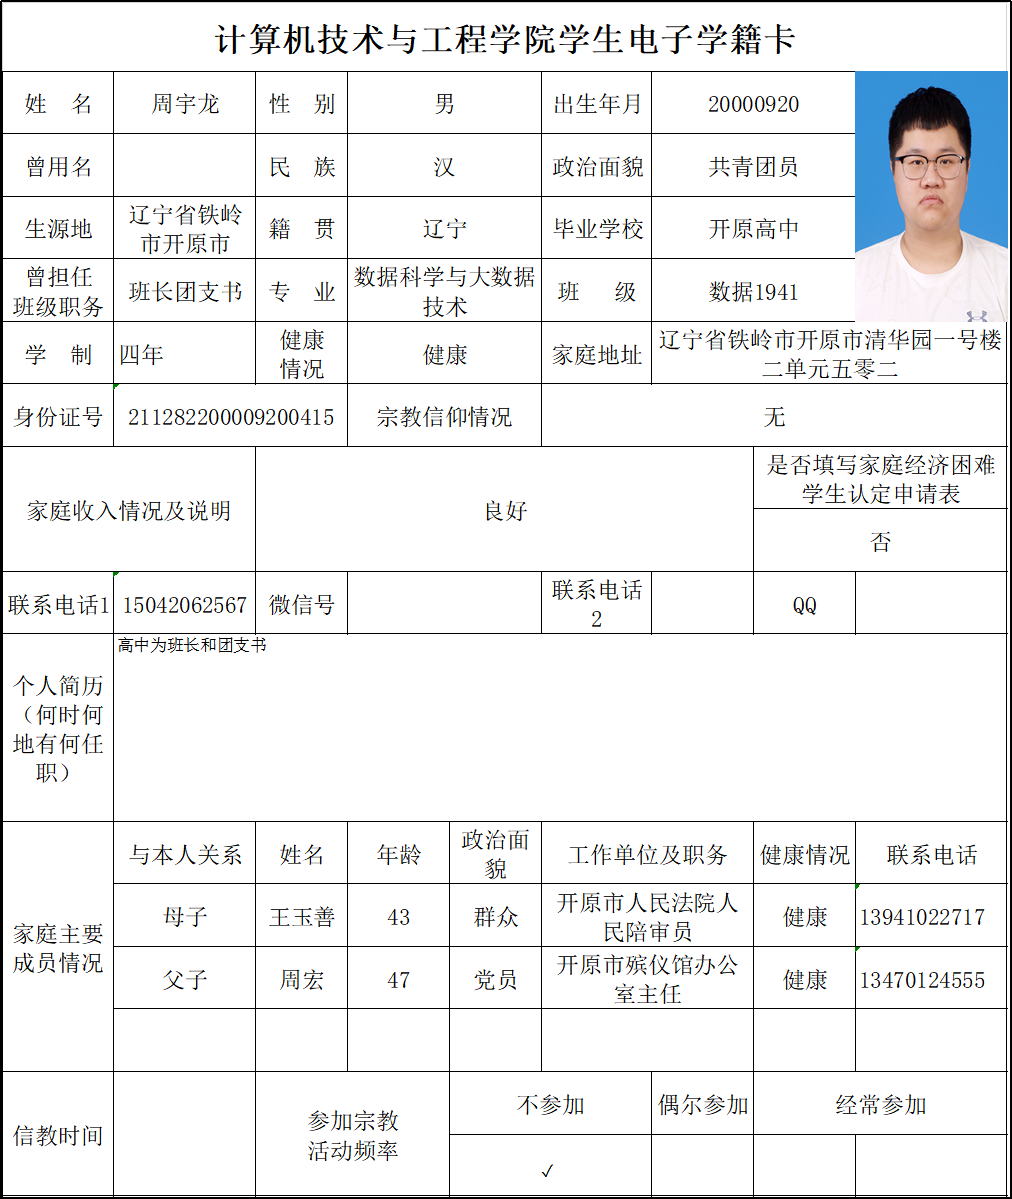 计算机技术与工程学院学生电子学籍卡
姓 名 周宇龙 性 别 男 出生年月 20000920
曾用名 民 族 汉 政治面貌 共青团员
生源地 辽宁省铁岭市开原市 籍 贯 辽宁 毕业学校 开原高中
曾担任班级职务 班长团支书 专 业 数据科学与大数据技术 班 级 数据1941
学 制 四年 健康情况 健康 家庭地址 辽宁省铁岭市开原市清华园一号楼二单元五零二
身份证号 211282200009200415 宗教信仰情况 无
家庭收入情况及说明 良好 是否填写家庭经济困难学生认定申请表
否
联系电话1 15042062567 微信号 联系电话2 QQ
个人简历（何时何地有何任职） 高中为班长和团支书
家庭主要成员情况 与本人关系 姓名 年龄 政治面貌 工作单位及职务 健康情况 联系电话
母子 王玉善 43 群众 开原市人民法院人民陪审员 健康 13941022717
父子 周宏 47 党员 开原市殡仪馆办公室主任 健康 13470124555
信教时间 参加宗教活动频率 不参加 偶尔参加 经常参加
✓